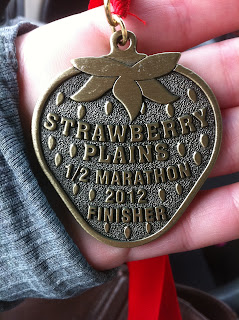 STRAWBERRY
PLAINS
1/2 MARATHON
2012
FINISHER